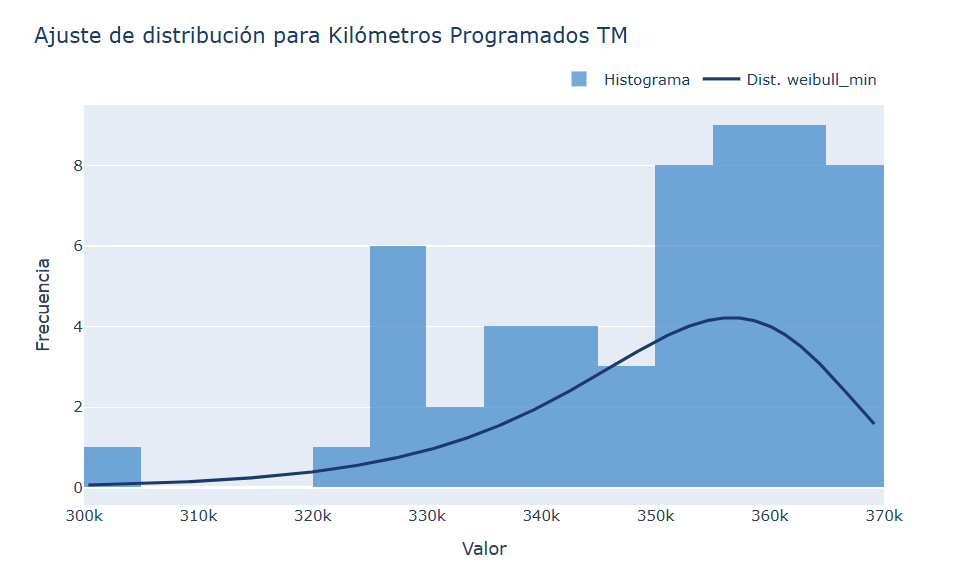 Ajuste de distribución para Kilómetros Programados TM
Histograma Dist. weibull_min
8
6
4
2
0
Frecuencia
300k 310k 320k 330k 340k 350k 360k 370k
Valor